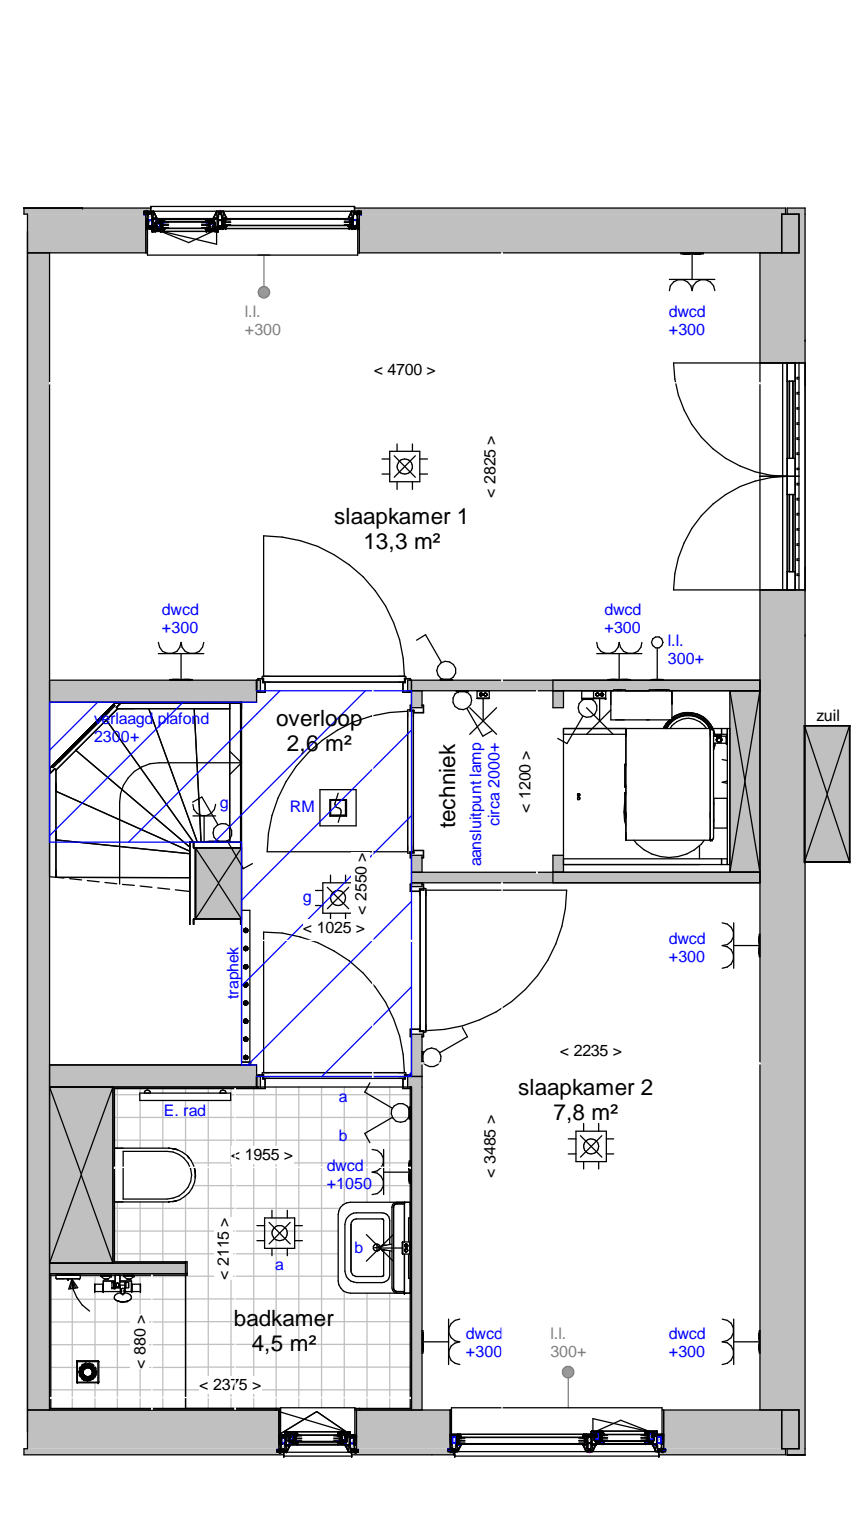 l.l.
+300
dwcd
+300
< 4700 >
< 2825 >
slaapkamer 1
13,3 m²
dwcd
+300
dwcd
+300
l.l.
300+
verlaagd plafond
2300+
overloop
2,6 m²
zuil
techniek
aansluitpunt lamp
circa 2000+
< 1200 >
g
RM
g
< 2550 >
< 1025 >
traphek
dwcd
+300
< 2235 >
slaapkamer 2
7,8 m²
< 3485 >
E. rad
a
b
< 1955 >
dwcd
+1050
< 2115 >
a
b
badkamer
4,5 m²
< 880 >
< 2375 >
dwcd
+300
l.l.
300+
dwcd
+300